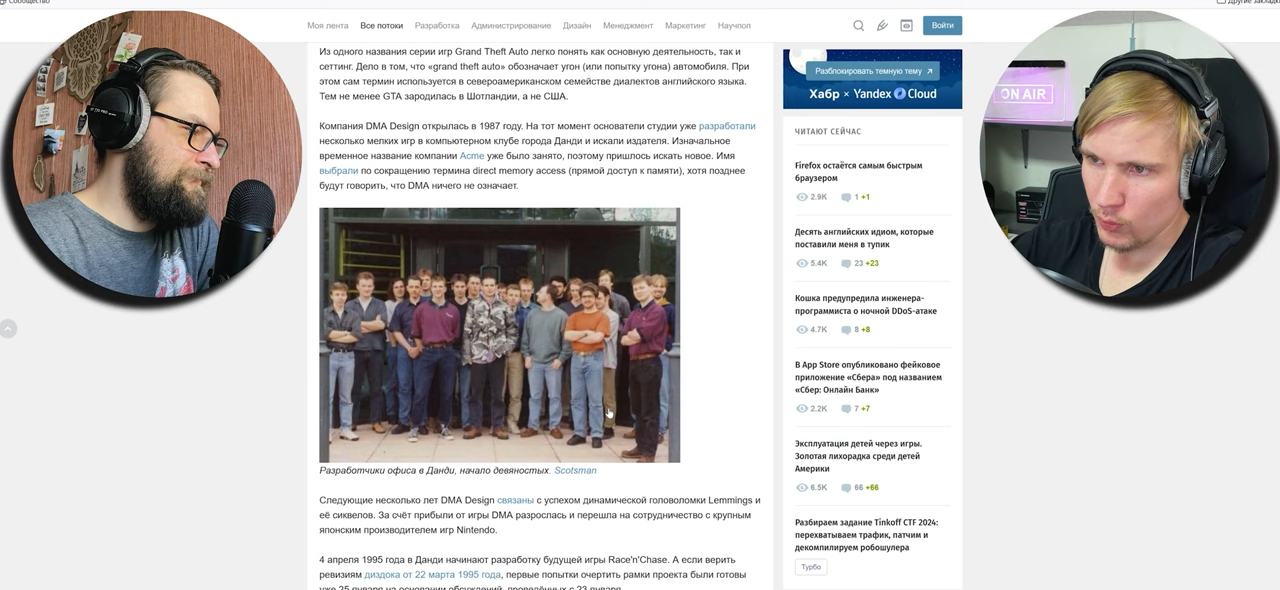 Сообщество
Другие закладки
Моя лента Все потоки Разработка Администрирование Дизайн Менеджмент Маркетинг Научпоп
Войти
Из одного названия серии игр Grand Theft Auto легко понять как основную деятельность, так и
сеттинг. Дело в том, что «grand theft auto» обозначает угон (или попытку угона) автомобиля. При
этом сам термин используется в североамериканском семействе диалектов английского языка.
Тем не менее GTA зародилась в Шотландии, а не США.
Компания DMA Design открылась в 1987 году. На тот момент основатели студии уже разработали
несколько мелких игр в компьютерном клубе города Данди и искали издателя. Изначальное
временное название компании Acme уже было занято, поэтому пришлось искать новое. Имя
выбрали по сокращению термина direct memory access (прямой доступ к памяти), хотя позднее
будут говорить, что DMA ничего не означает.
Разработчики офиса в Данди, начало девяностых. Scotsman
Следующие несколько лет DMA Design связаны с успехом динамической головоломки Lemmings и
её сиквелов. За счёт прибыли от игры DMA разрослась и перешла на сотрудничество с крупным
японским производителем игр Nintendo.
4 апреля 1995 года в Данди начинают разработку будущей игры Race'n'Chase. А если верить
ревизиям диздока от 22 марта 1995 года, первые попытки очертить рамки проекта были готовы
уже 25 января на основании обсуждений, проведённых с 23 января.
Разблокировать темную тему
Хабр × Yandex Cloud
ЧИТАЮТ СЕЙЧАС
Firefox остаётся самым быстрым
браузером
2.9K 1 +1
Десять английских идиом, которые
поставили меня в тупик
5.4K 23 +23
Кошка предупредила инженера-
программиста о ночной DDoS-атаке
4.7K 8 +8
В App Store опубликовано фейковое
приложение «Сбера» под названием
«Сбер: Онлайн Банк»
2.2K 7 +7
Эксплуатация детей через игры.
Золотая лихорадка среди детей
Америки
6.5K 66 +66
Разбираем задание Tinkoff CTF 2024:
перехватываем трафик, патчим и
декомпилируем робошулера
Турбо
ON AIR